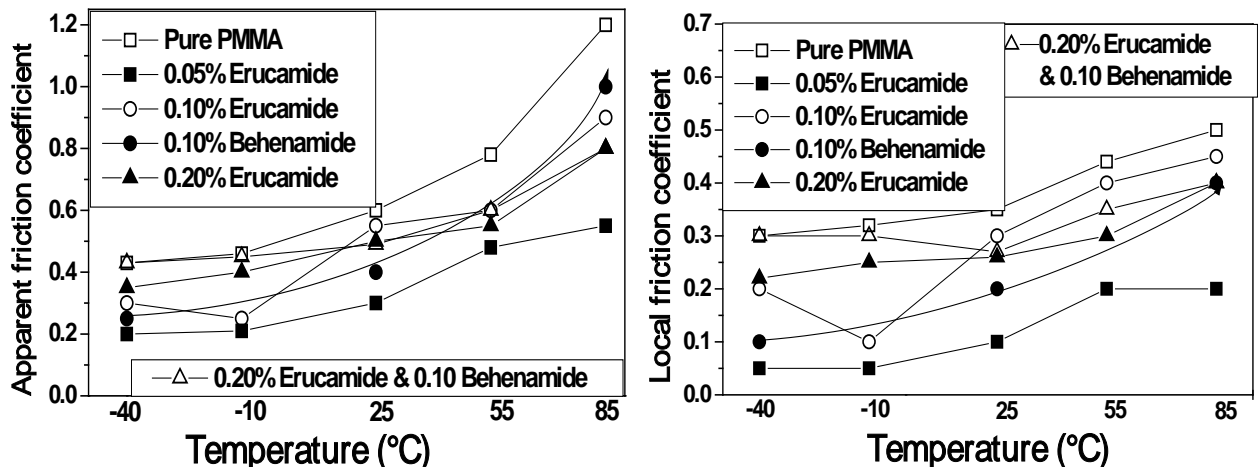 Apparent friction coefficient
1.2
1.0
0.8
0.6
0.4
0.2
0.0
Pure PMMA
0.05% Erucamide
0.10% Erucamide
0.10% Behenamide
0.20% Erucamide
0.20% Erucamide & 0.10 Behenamide
-40
-10
25
55
85
Temperature (°C)
Local friction coefficient
0.7
0.6
0.5
0.4
0.3
0.2
0.1
0.0
Pure PMMA
0.05% Erucamide
0.10% Erucamide
0.10% Behenamide
0.20% Erucamide
0.20% Erucamide
& 0.10 Behenamide
-40
-10
25
55
85
Temperature (°C)